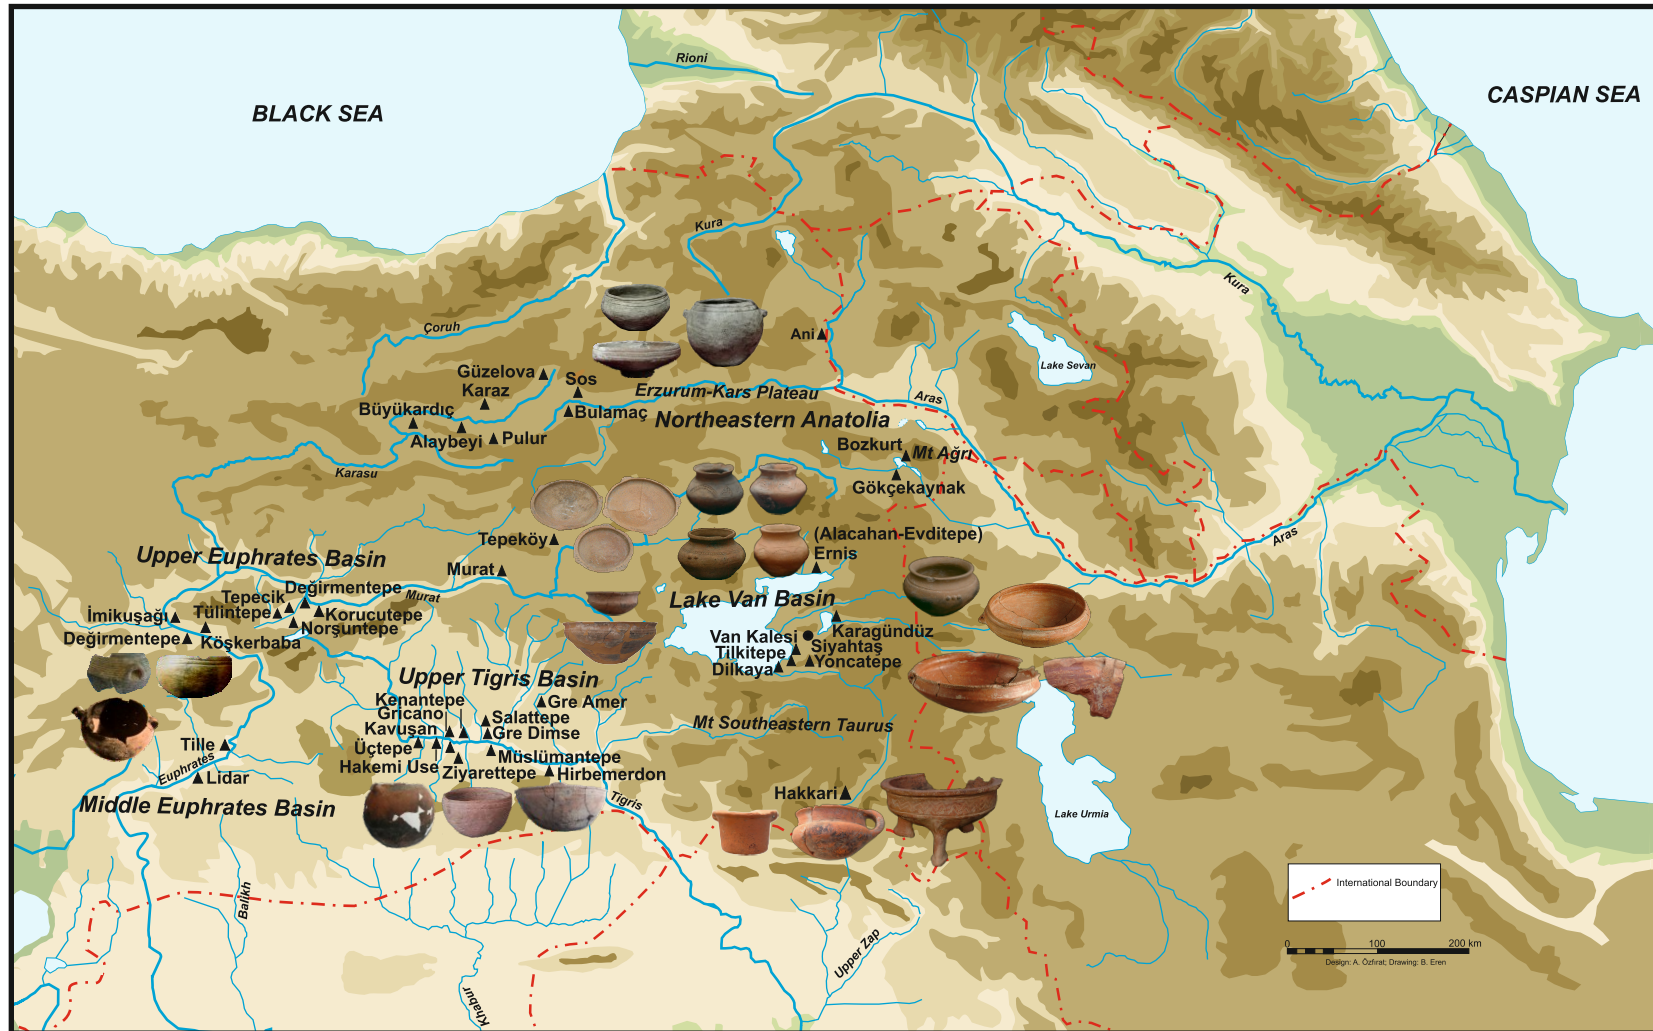 Rioni
CASPIAN SEA
BLACK SEA
Kura
Kura
Çoruh
Ani
Lake Sevan
Güzelova
Sos
Karaz
Erzurum-Kars Plateau
Aras
Büyükardıç
Bulamaç
Northeastern Anatolia
Alaybeyi
Pulur
Bozkurt
Mt Ağrı
Karasu
Gökçekaynak
Tepeköy
(Alacahan-Evditepe)
Ernis
Aras
Upper Euphrates Basin
Murat
Değirmentepe
Tepecik
Murat
Lake Van Basin
İmikuşağı
Tülintepe
Korucutepe
Norşuntepe
Değirmentepe
Köşkerbaba
Van Kalesi
Karagündüz
Siyahtaş
Tilkitepe
Yoncatepe
Dilkaya
Upper Tigris Basin
Kenantepe
Gre Amer
Gricano
Salattepe
Kavuşan
Gre Dimse
Mt Southeastern Taurus
Üçtepe
Müslümantepe
Hakemi Use
Ziyarettepe
Hirbemerdon
Tille
Euphrates
Lidar
Middle Euphrates Basin
Tigris
Hakkari
Lake Urmia
International Boundary
Balikh
Upper Zap
Khabur
0 100 200 km
Design: A. Özfırat; Drawing: B. Eren